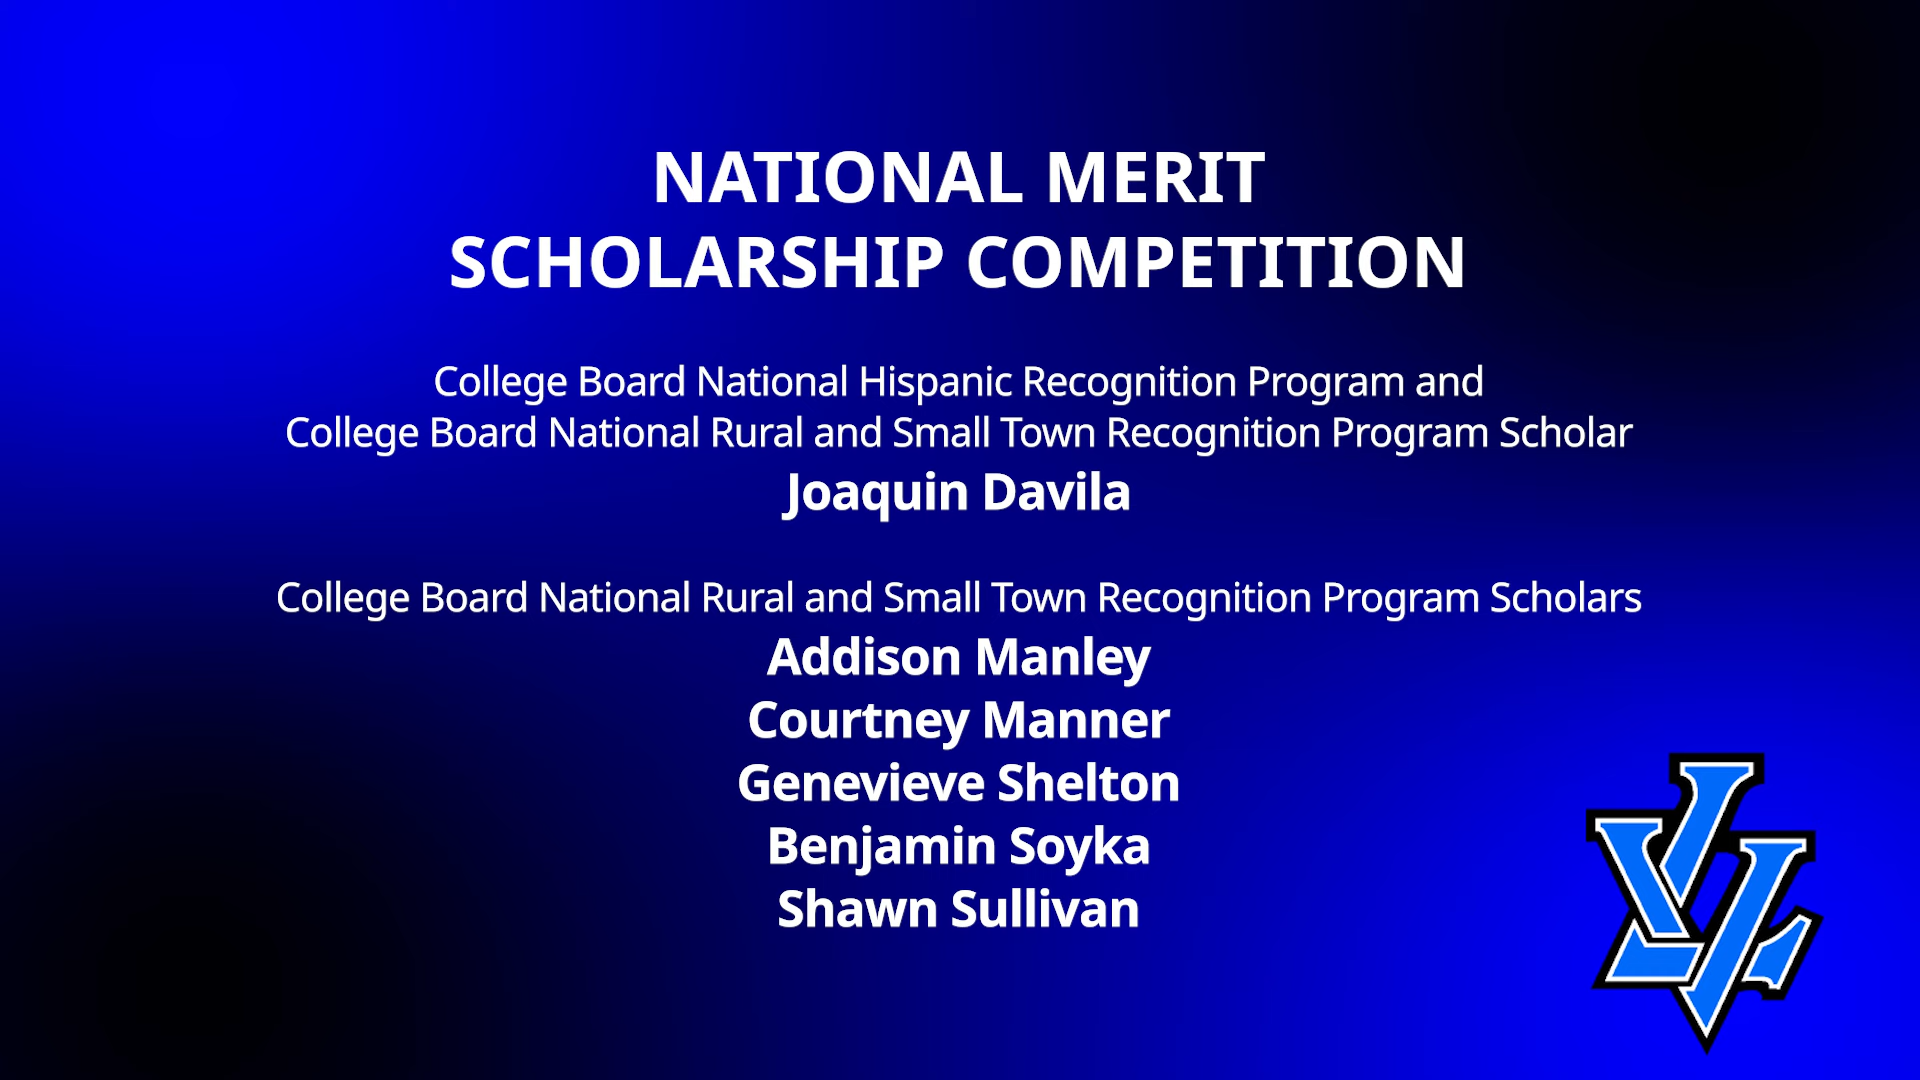 NATIONAL MERIT
SCHOLARSHIP COMPETITION
College Board National Hispanic Recognition Program and
College Board National Rural and Small Town Recognition Program Scholar
Joaquin Davila
College Board National Rural and Small Town Recognition Program Scholars
Addison Manley
Courtney Manner
Genevieve Shelton
Benjamin Soyka
Shawn Sullivan